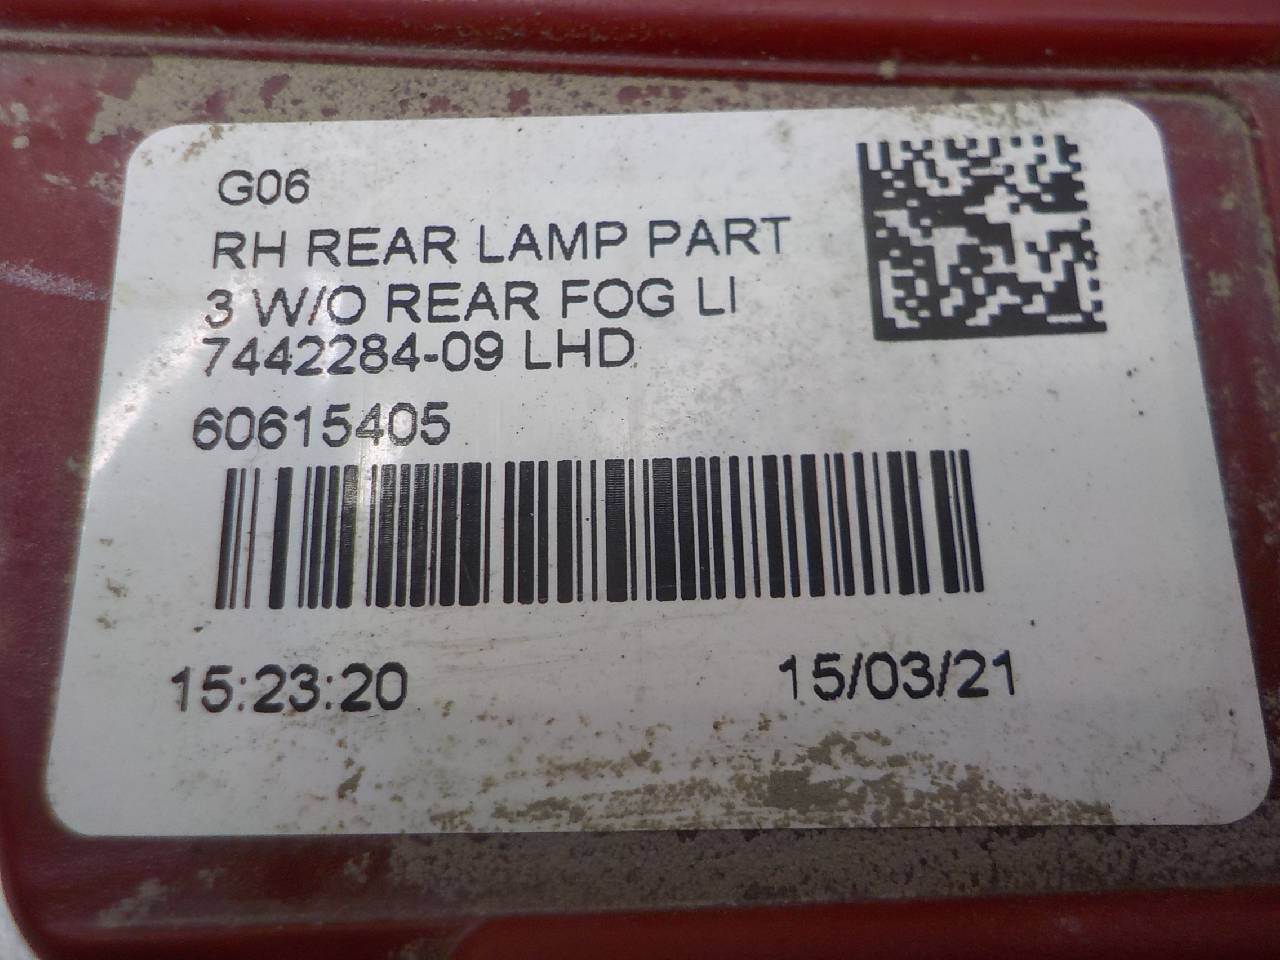 G06
RH REAR LAMP PART
3 W/O REAR FOG LI
7442284-09 LHD
60615405
15:23:20 15/03/21